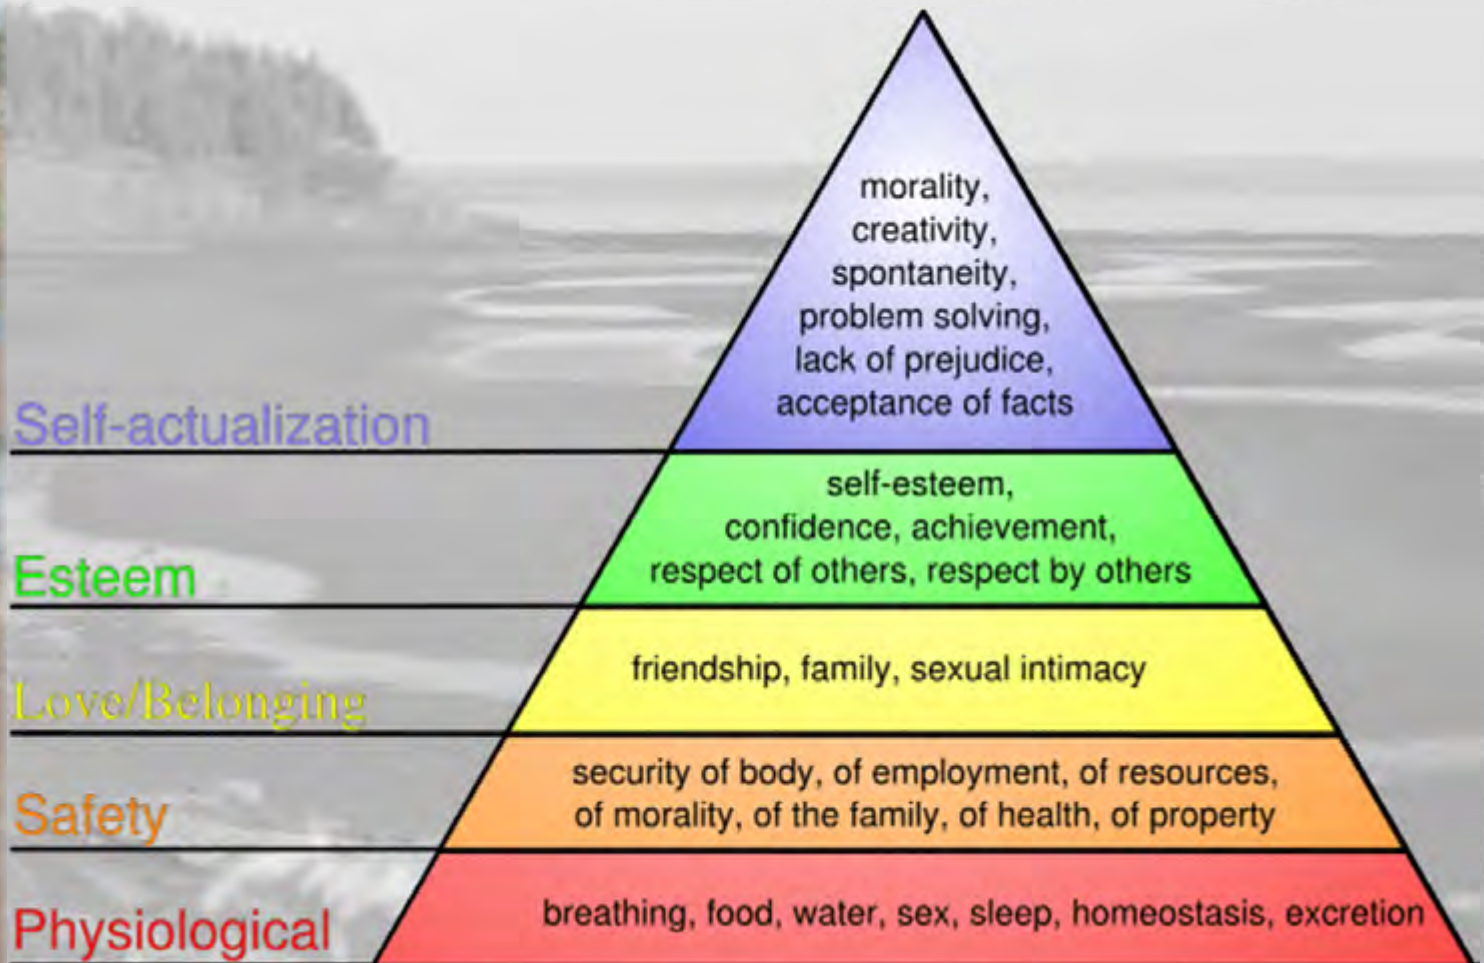 morality,
creativity,
spontaneity,
problem solving,
lack of prejudice,
acceptance of facts
Self-actualization
self-esteem,
confidence, achievement,
respect of others, respect by others
Esteem
friendship, family, sexual intimacy
Love/Belonging
security of body, of employment, of resources,
of morality, of the family, of health, of property
Safety
breathing, food, water, sex, sleep, homeostasis, excretion
Physiological